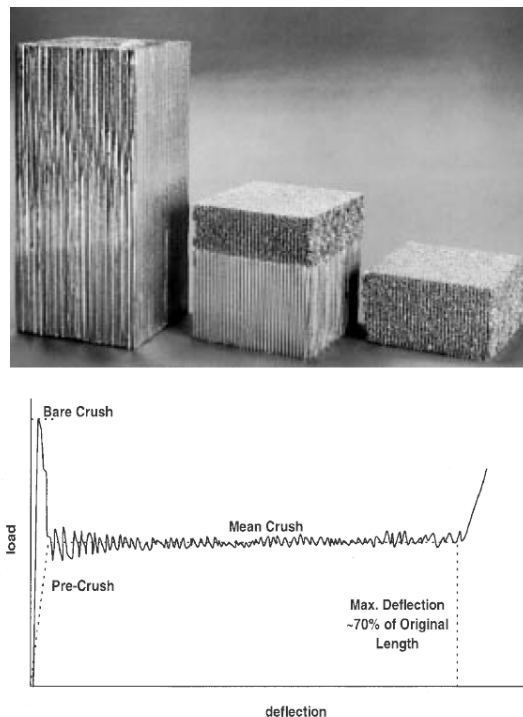 Bare Crush
Mean Crush
Pre-Crush
load
Max. Deflection
~70% of Original
Length
deflection